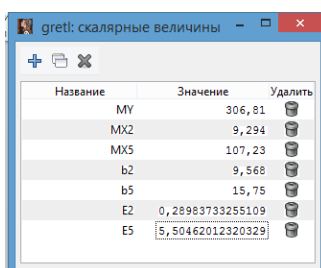 gretl: скалярные величины
Название Значение Удалить
MY 306,81
MX2 9,294
MX5 107,23
b2 9,568
b5 15,75
E2 0,28983733255109
E5 5,50462012320329